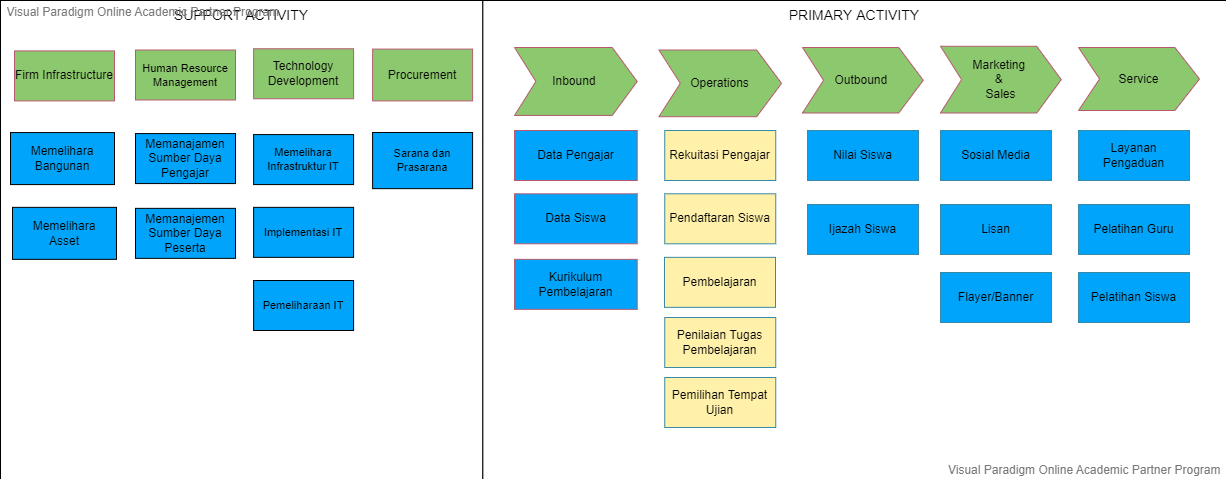 Visual Paradigm Online Academic Partner Program
SUPPORT ACTIVITY
PRIMARY ACTIVITY
Firm Infrastructure
Human Resource
Management
Technology
Development
Procurement
Inbound
Operations
Outbound
Marketing
&
Sales
Service
Memelihara
Bangunan
Memanajamen
Sumber Daya
Pengajar
Memelihara
Infrastruktur IT
Sarana dan
Prasarana
Data Pengajar
Rekuitasi Pengajar
Nilai Siswa
Sosial Media
Layanan
Pengaduan
Memelihara
Asset
Memanajemen
Sumber Daya
Peserta
Implementasi IT
Data Siswa
Pendaftaran Siswa
Ijazah Siswa
Lisan
Pelatihan Guru
Pemeliharaan IT
Kurikulum
Pembelajaran
Pembelajaran
Flayer/Banner
Pelatihan Siswa
Penilaian Tugas
Pembelajaran
Pemilihan Tempat
Ujian
Visual Paradigm Online Academic Partner Program